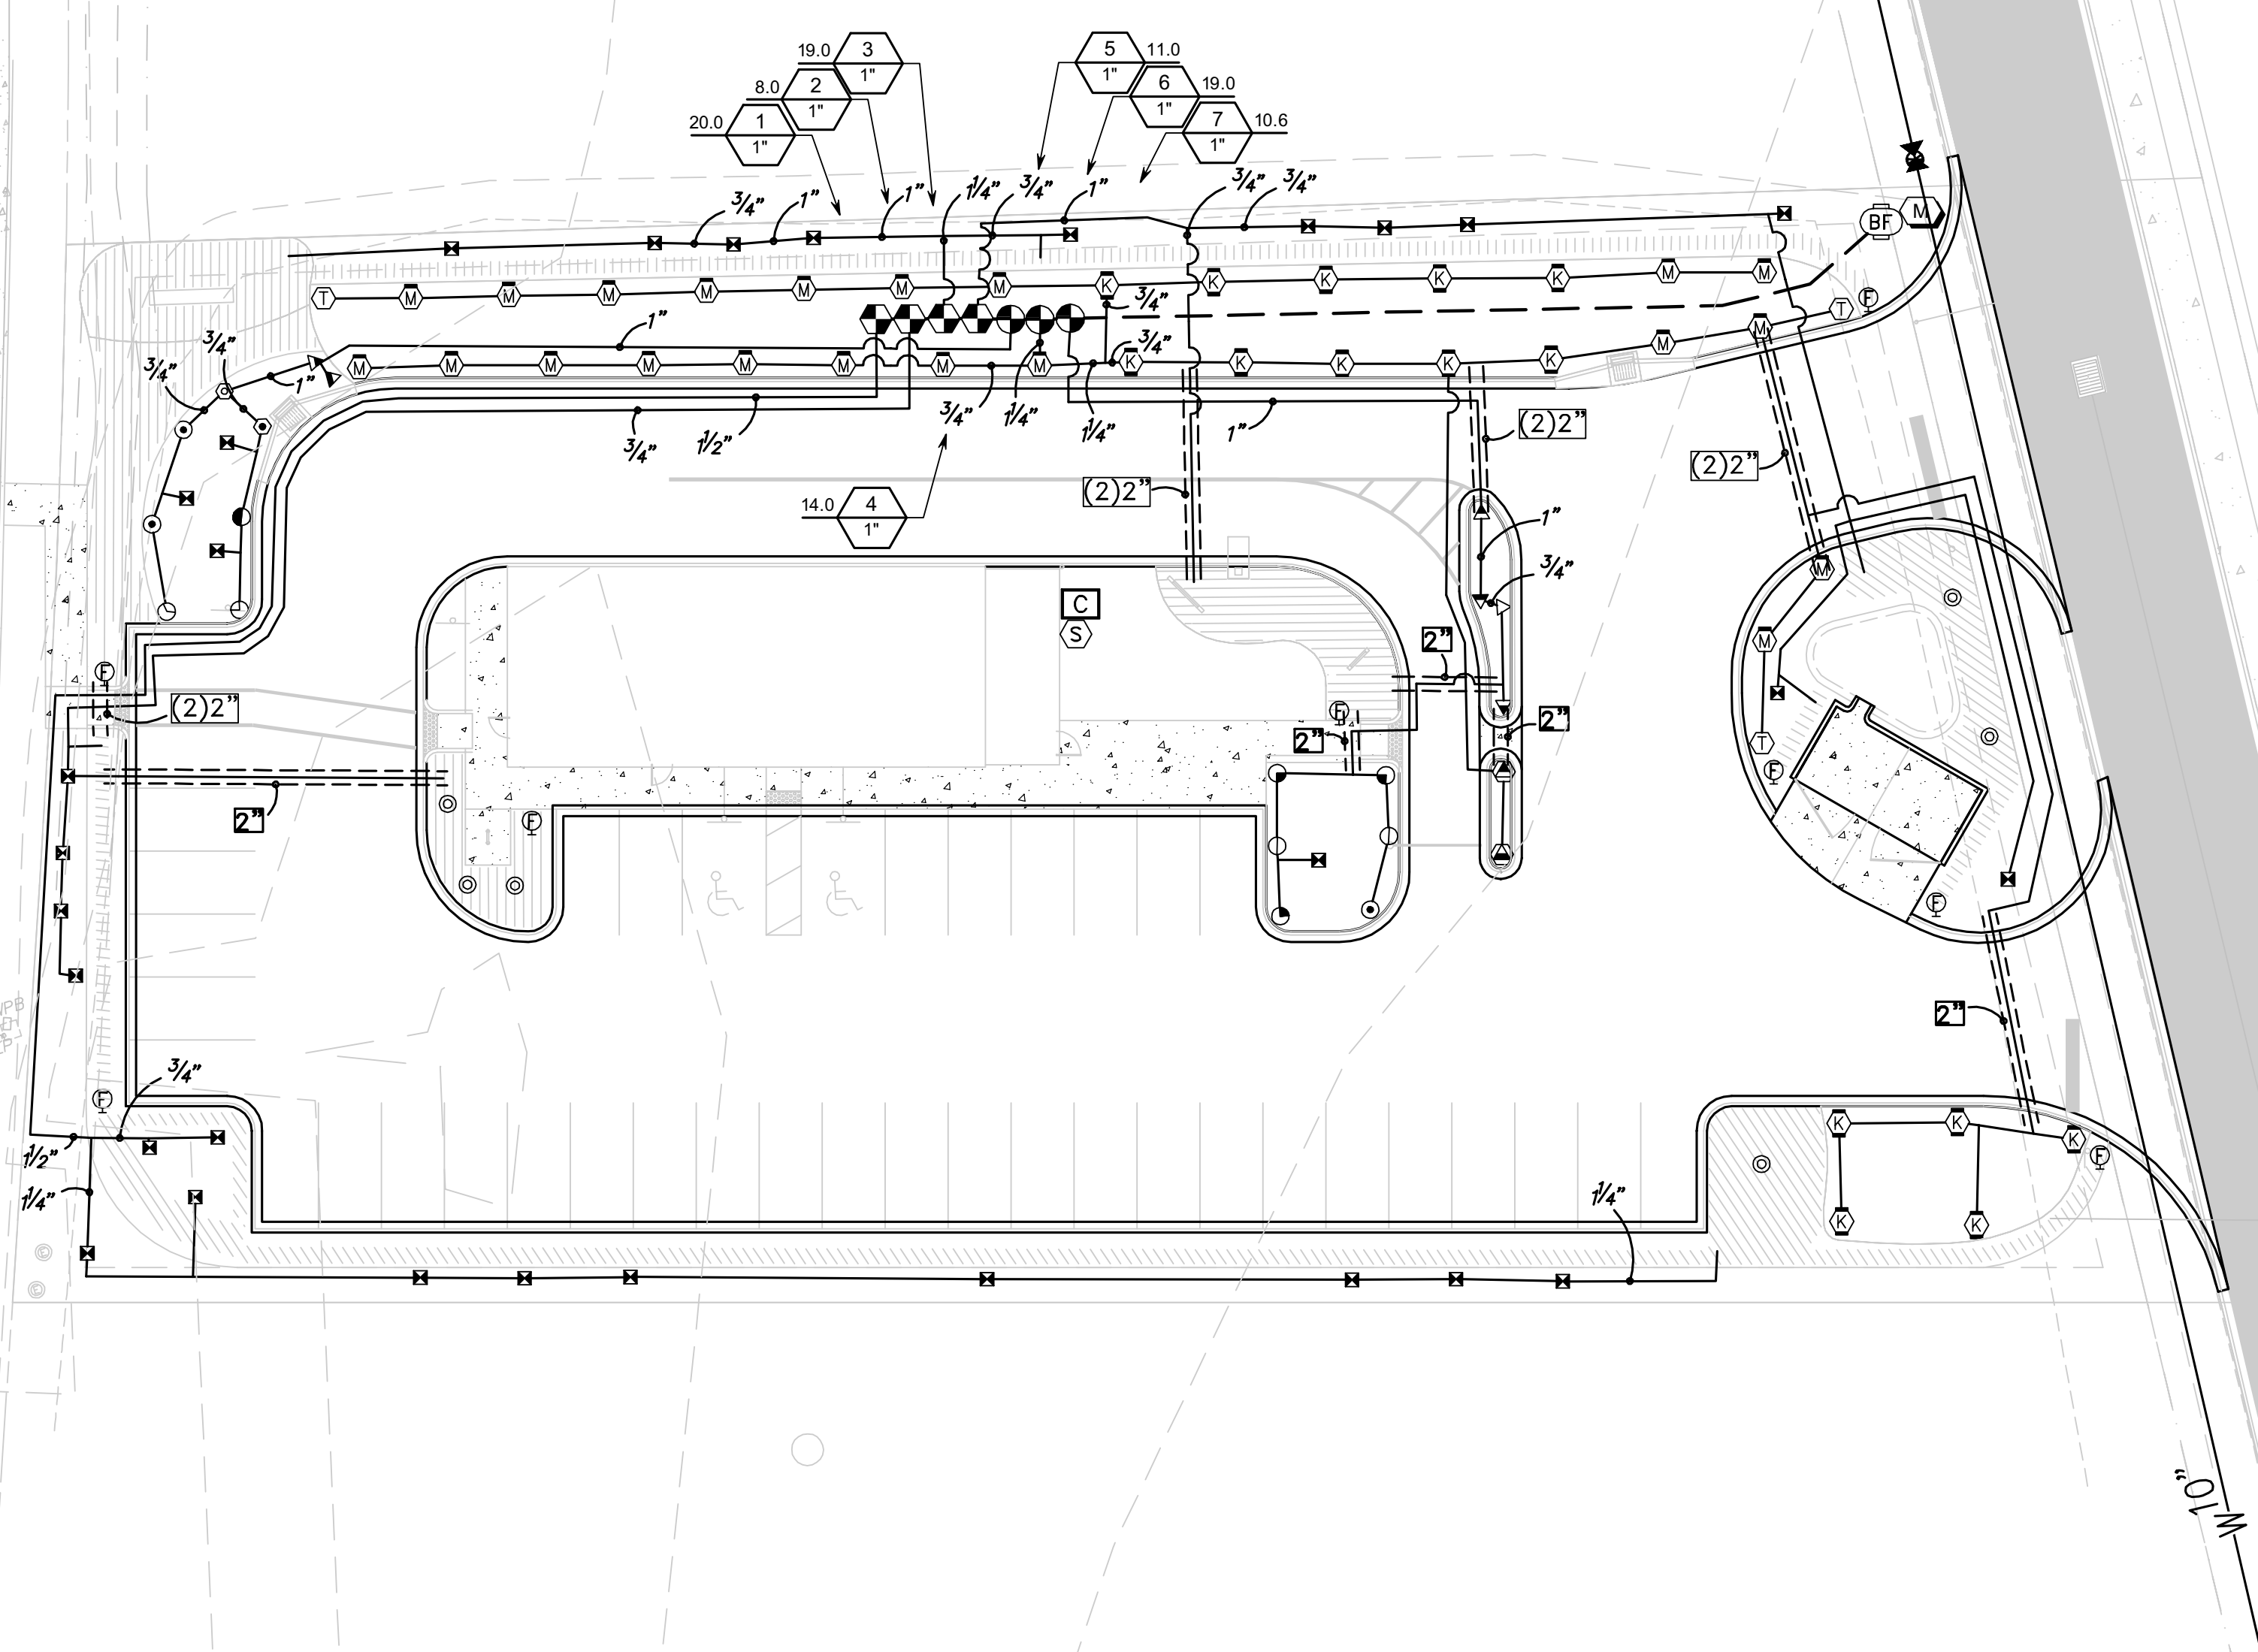 19.0 3 1"
8.0 2 1"
20.0 1 1"
5 1" 11.0
6 1" 19.0
7 1" 10.6
3/4" 1" 1" 1 1/4" 3/4" 1" 3/4" 3/4"
BF M
M M K K K K K M M
T M M M M M M M
3/4" T F
1" M M
3/4" 3/4" K K K K K
3/4" M M M M M M M M
1"
3/4" 1 1/2" 3/4" 1 1/4" 1 1/4" 1" (2)2"
(2)2" (2)2"
14.0 4 1" 1"
3/4" M
C
S
2" M
F
(2)2" F 2" 2" T
F
2" F
F
2"
PB
3/4" F K K K
F
1 1/2"
1 1/4" 1 1/4" K K
E
E
W10"